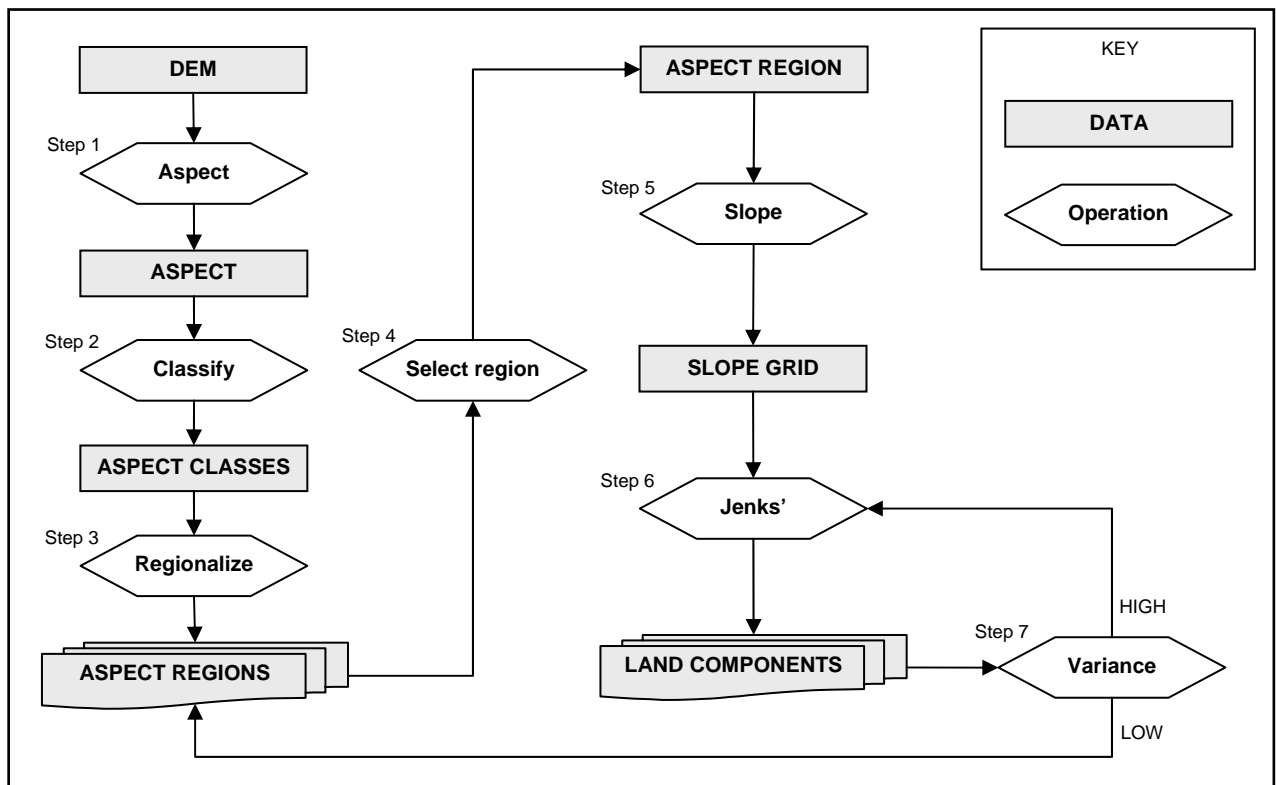 DEM
Step 1
Aspect
ASPECT
Step 2
Classify
ASPECT CLASSES
Step 3
Regionalize
ASPECT REGIONS
Step 4
Select region
ASPECT REGION
Step 5
Slope
SLOPE GRID
Step 6
Jenks’
LAND COMPONENTS
Step 7
Variance
HIGH
LOW
KEY
DATA
Operation